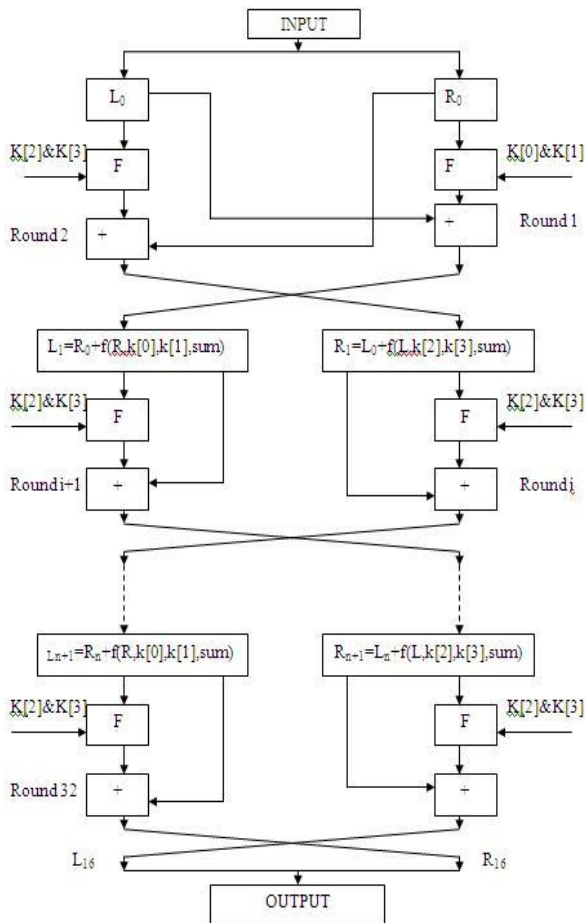 INPUT
L₀ R₀
K[2]&K[3] F F K[0]&K[1]
Round 2 + + Round 1
L₁=R₀+f(R,k[0],k[1],sum) R₁=L₀+f(L,k[2],k[3],sum)
K[2]&K[3] F F K[2]&K[3]
Roundi+1 + + Roundi
Ln+1=Rₙ+f(R,k[0],k[1],sum) Rₙ₊₁=Lₙ+f(L,k[2],k[3],sum)
K[2]&K[3] F F K[2]&K[3]
Round 32 + +
L₁₆ R₁₆
OUTPUT